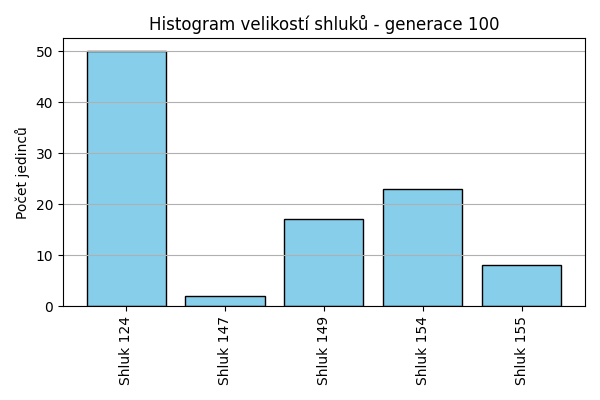 Histogram velikostí shluků - generace 100
Počet jedinců
50
40
30
20
10
0
Shluk 124
Shluk 147
Shluk 149
Shluk 154
Shluk 155